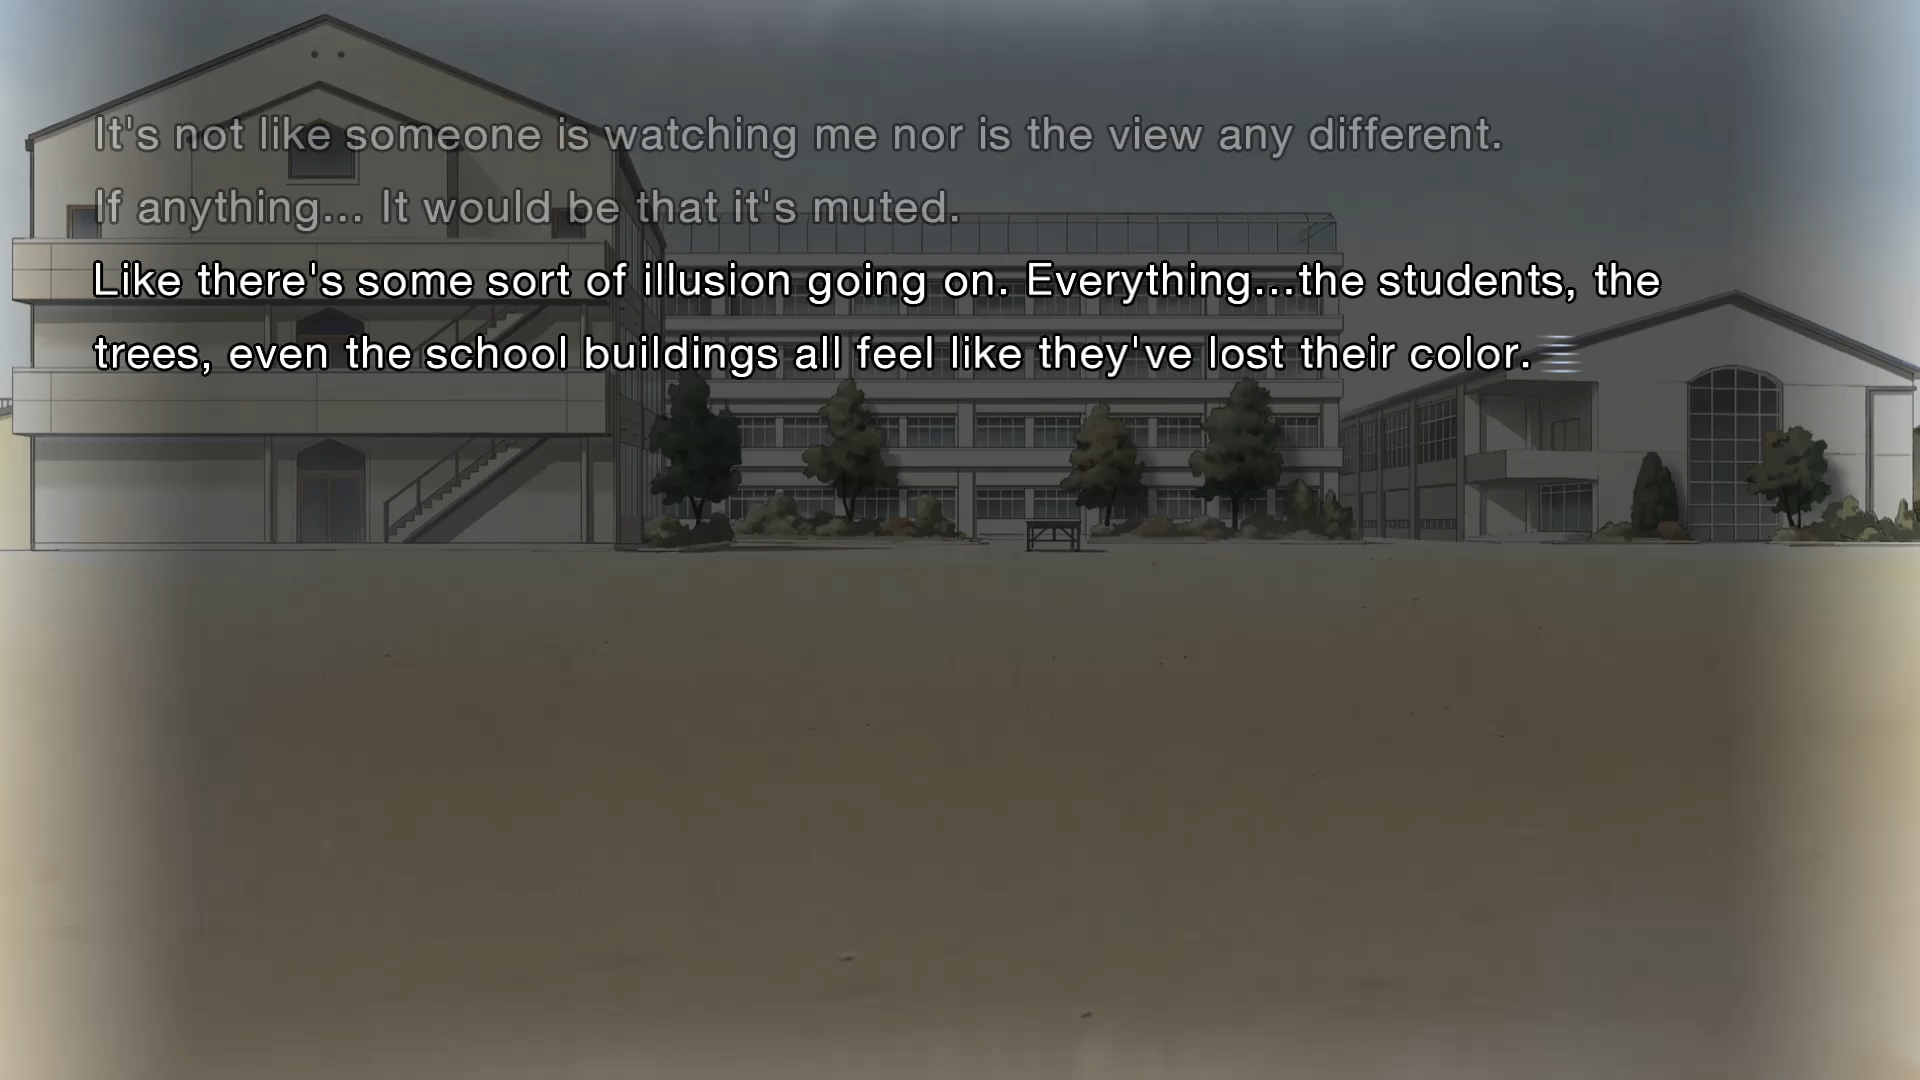 It's not like someone is watching me nor is the view any different.
If anything... It would be that it's muted.
Like there's some sort of illusion going on. Everything...the students, the
trees, even the school buildings all feel like they've lost their color.